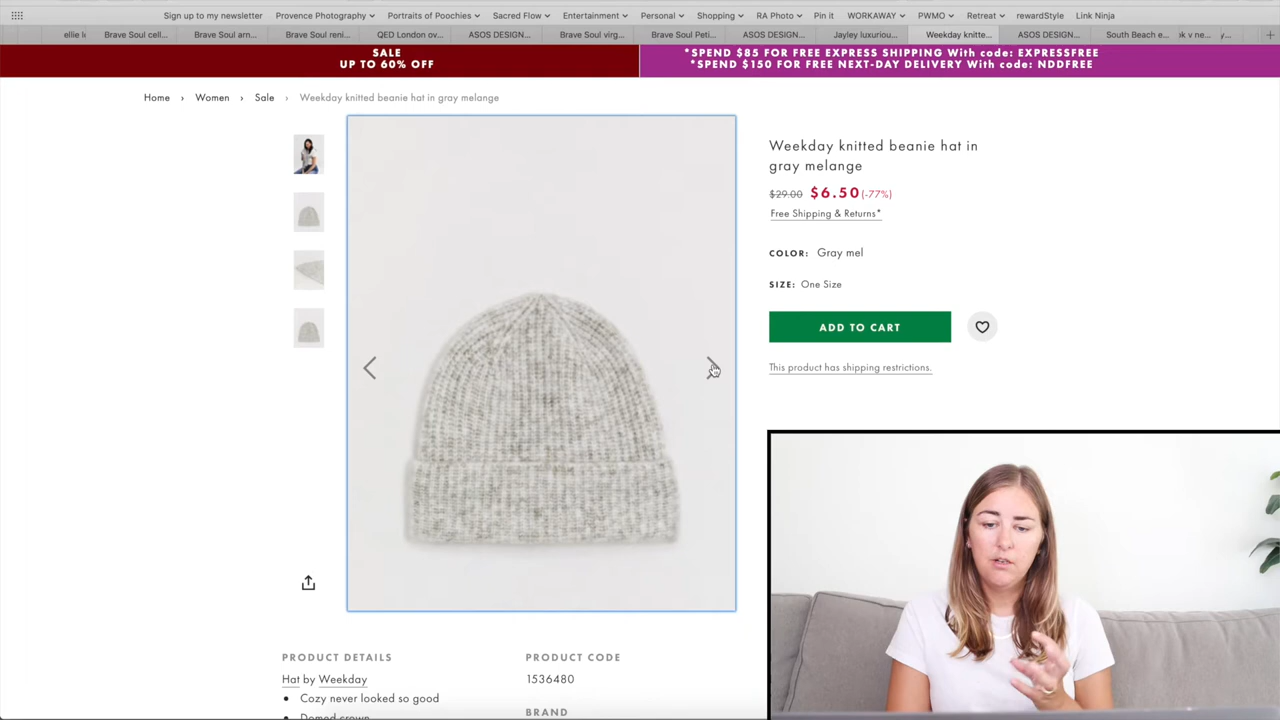 Sign up to my newsletter Provence Photography Portraits of Poochies Sacred Flow Entertainment Personal Shopping RA Photo Pin it WORKAWAY PWMO Retreat rewardStyle Link Ninja
Brave Soul cell... Brave Soul arn... Brave Soul reni... QED London ov... ASOS DESIGN... Brave Soul virg... Brave Soul Peti... ASOS DESIGN... Jayley luxuriou... Weekday knitte... ASOS DESIGN... South Beach e...
SALE
UP TO 60% OFF
*SPEND $85 FOR FREE EXPRESS SHIPPING With code: EXPRESSFREE
*SPEND $150 FOR FREE NEXT-DAY DELIVERY With code: NDDFREE
Home › Women › Sale › Weekday knitted beanie hat in gray melange
Weekday knitted beanie hat in
gray melange
$29.00 $6.50 (-77%)
Free Shipping & Returns*
COLOR: Gray mel
SIZE: One Size
ADD TO CART
This product has shipping restrictions.
PRODUCT DETAILS
Hat by Weekday
• Cozy never looked so good
• Domed crown
PRODUCT CODE
1536480
BRAND